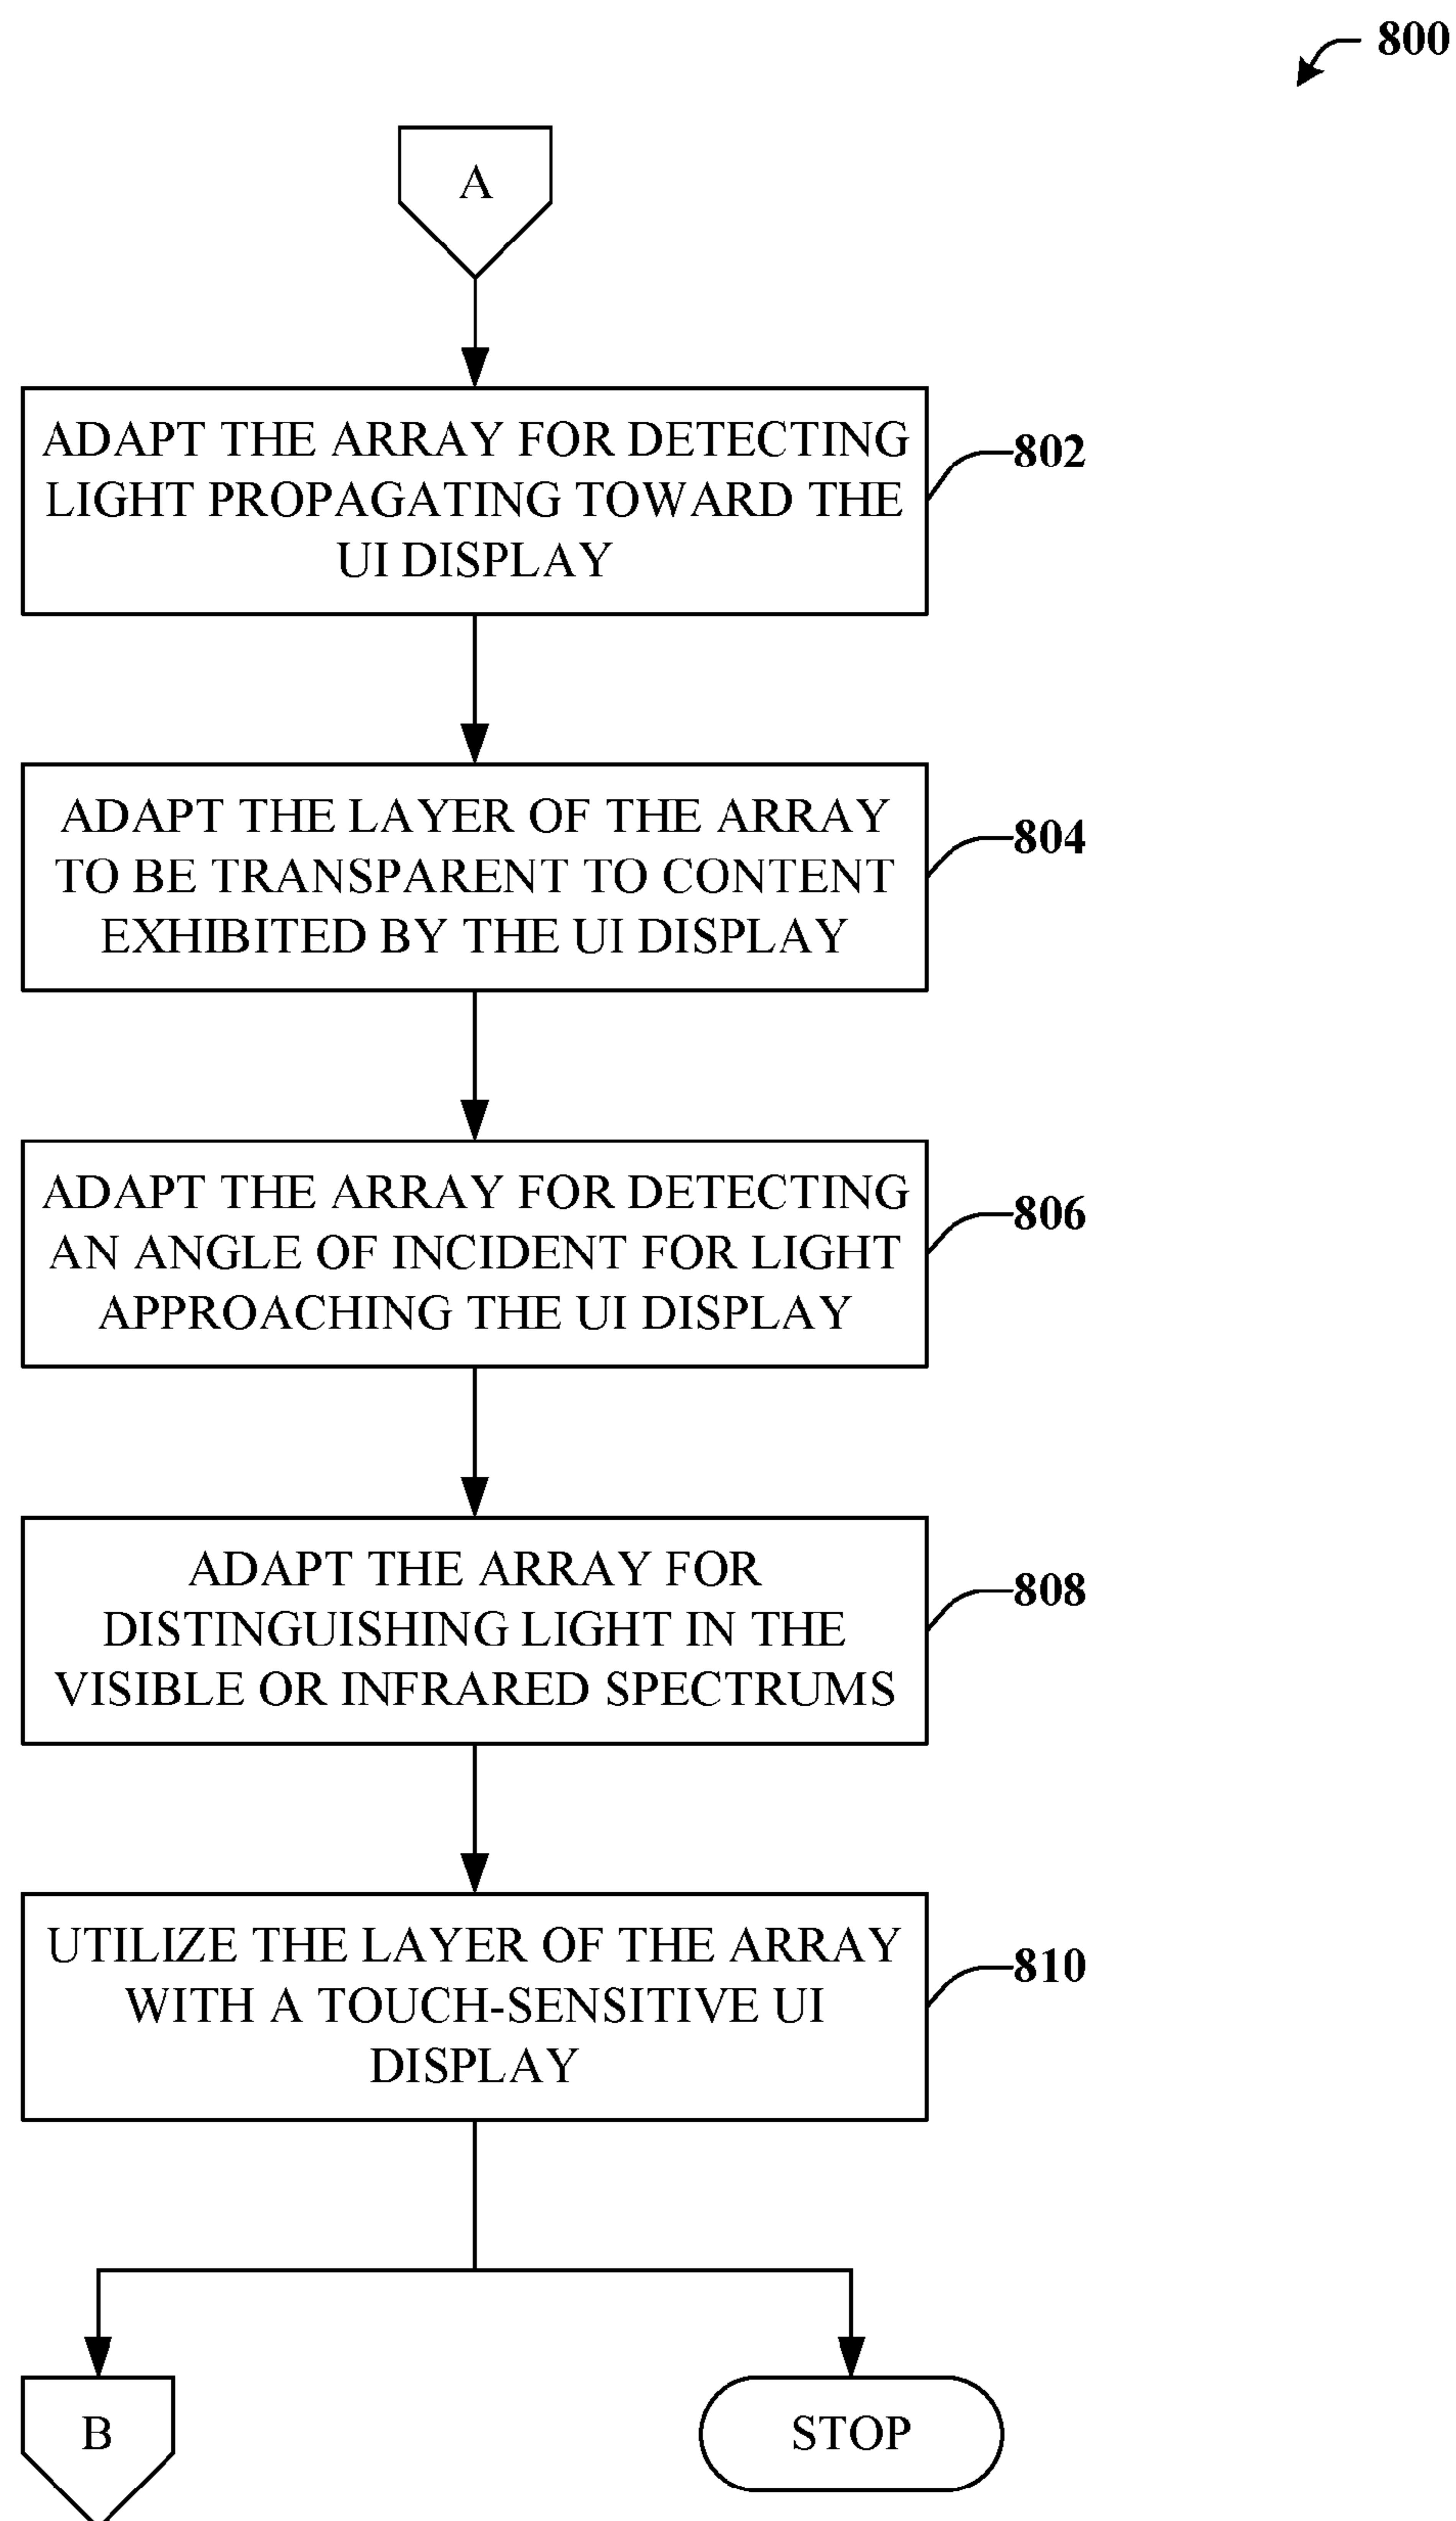 800
A
ADAPT THE ARRAY FOR DETECTING
LIGHT PROPAGATING TOWARD THE
UI DISPLAY
802
ADAPT THE LAYER OF THE ARRAY
TO BE TRANSPARENT TO CONTENT
EXHIBITED BY THE UI DISPLAY
804
ADAPT THE ARRAY FOR DETECTING
AN ANGLE OF INCIDENT FOR LIGHT
APPROACHING THE UI DISPLAY
806
ADAPT THE ARRAY FOR
DISTINGUISHING LIGHT IN THE
VISIBLE OR INFRARED SPECTRUMS
808
UTILIZE THE LAYER OF THE ARRAY
WITH A TOUCH-SENSITIVE UI
DISPLAY
810
B
STOP